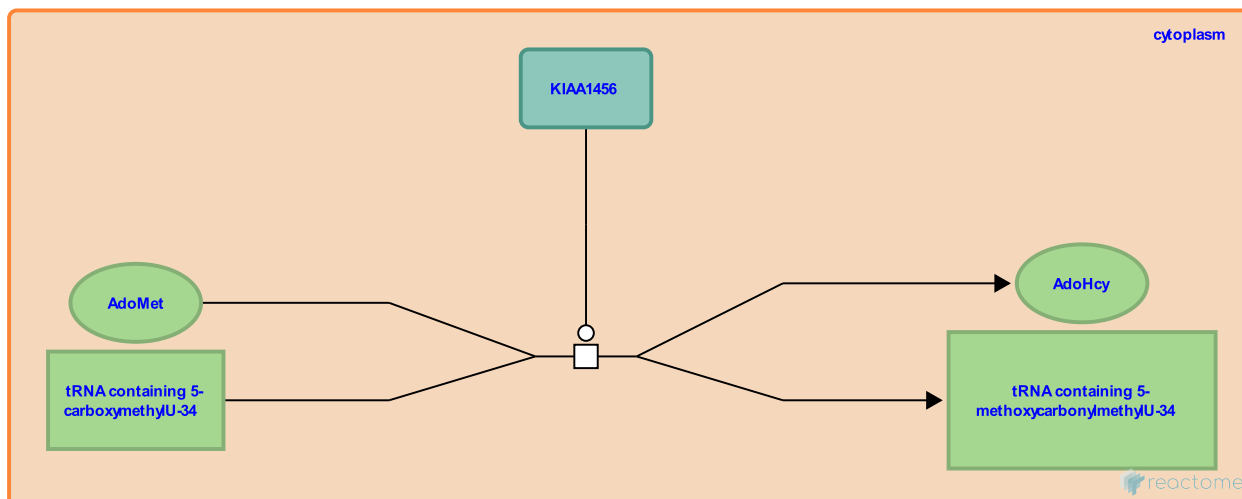 cytoplasm
KIAA1456
AdoMet
AdoHcy
tRNA containing 5-
carboxymethylU-34
tRNA containing 5-
methoxycarbonylmethylU-34
reactome